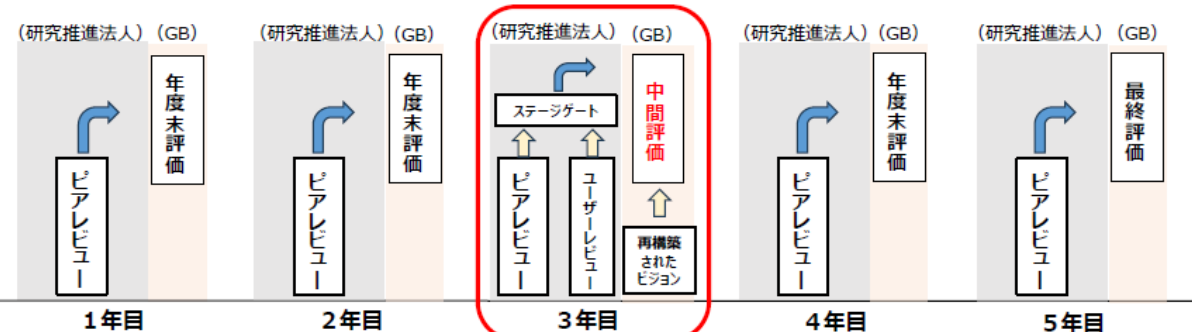 (研究推進法人) (GB)
年度末評価
ピアレビュー
1年目
(研究推進法人) (GB)
年度末評価
ピアレビュー
2年目
(研究推進法人) (GB)
ステージゲート
中間評価
ピアレビュー
ユーザーレビュー
再構築
された
ビジョン
3年目
(研究推進法人) (GB)
年度末評価
ピアレビュー
4年目
(研究推進法人) (GB)
最終評価
ピアレビュー
5年目